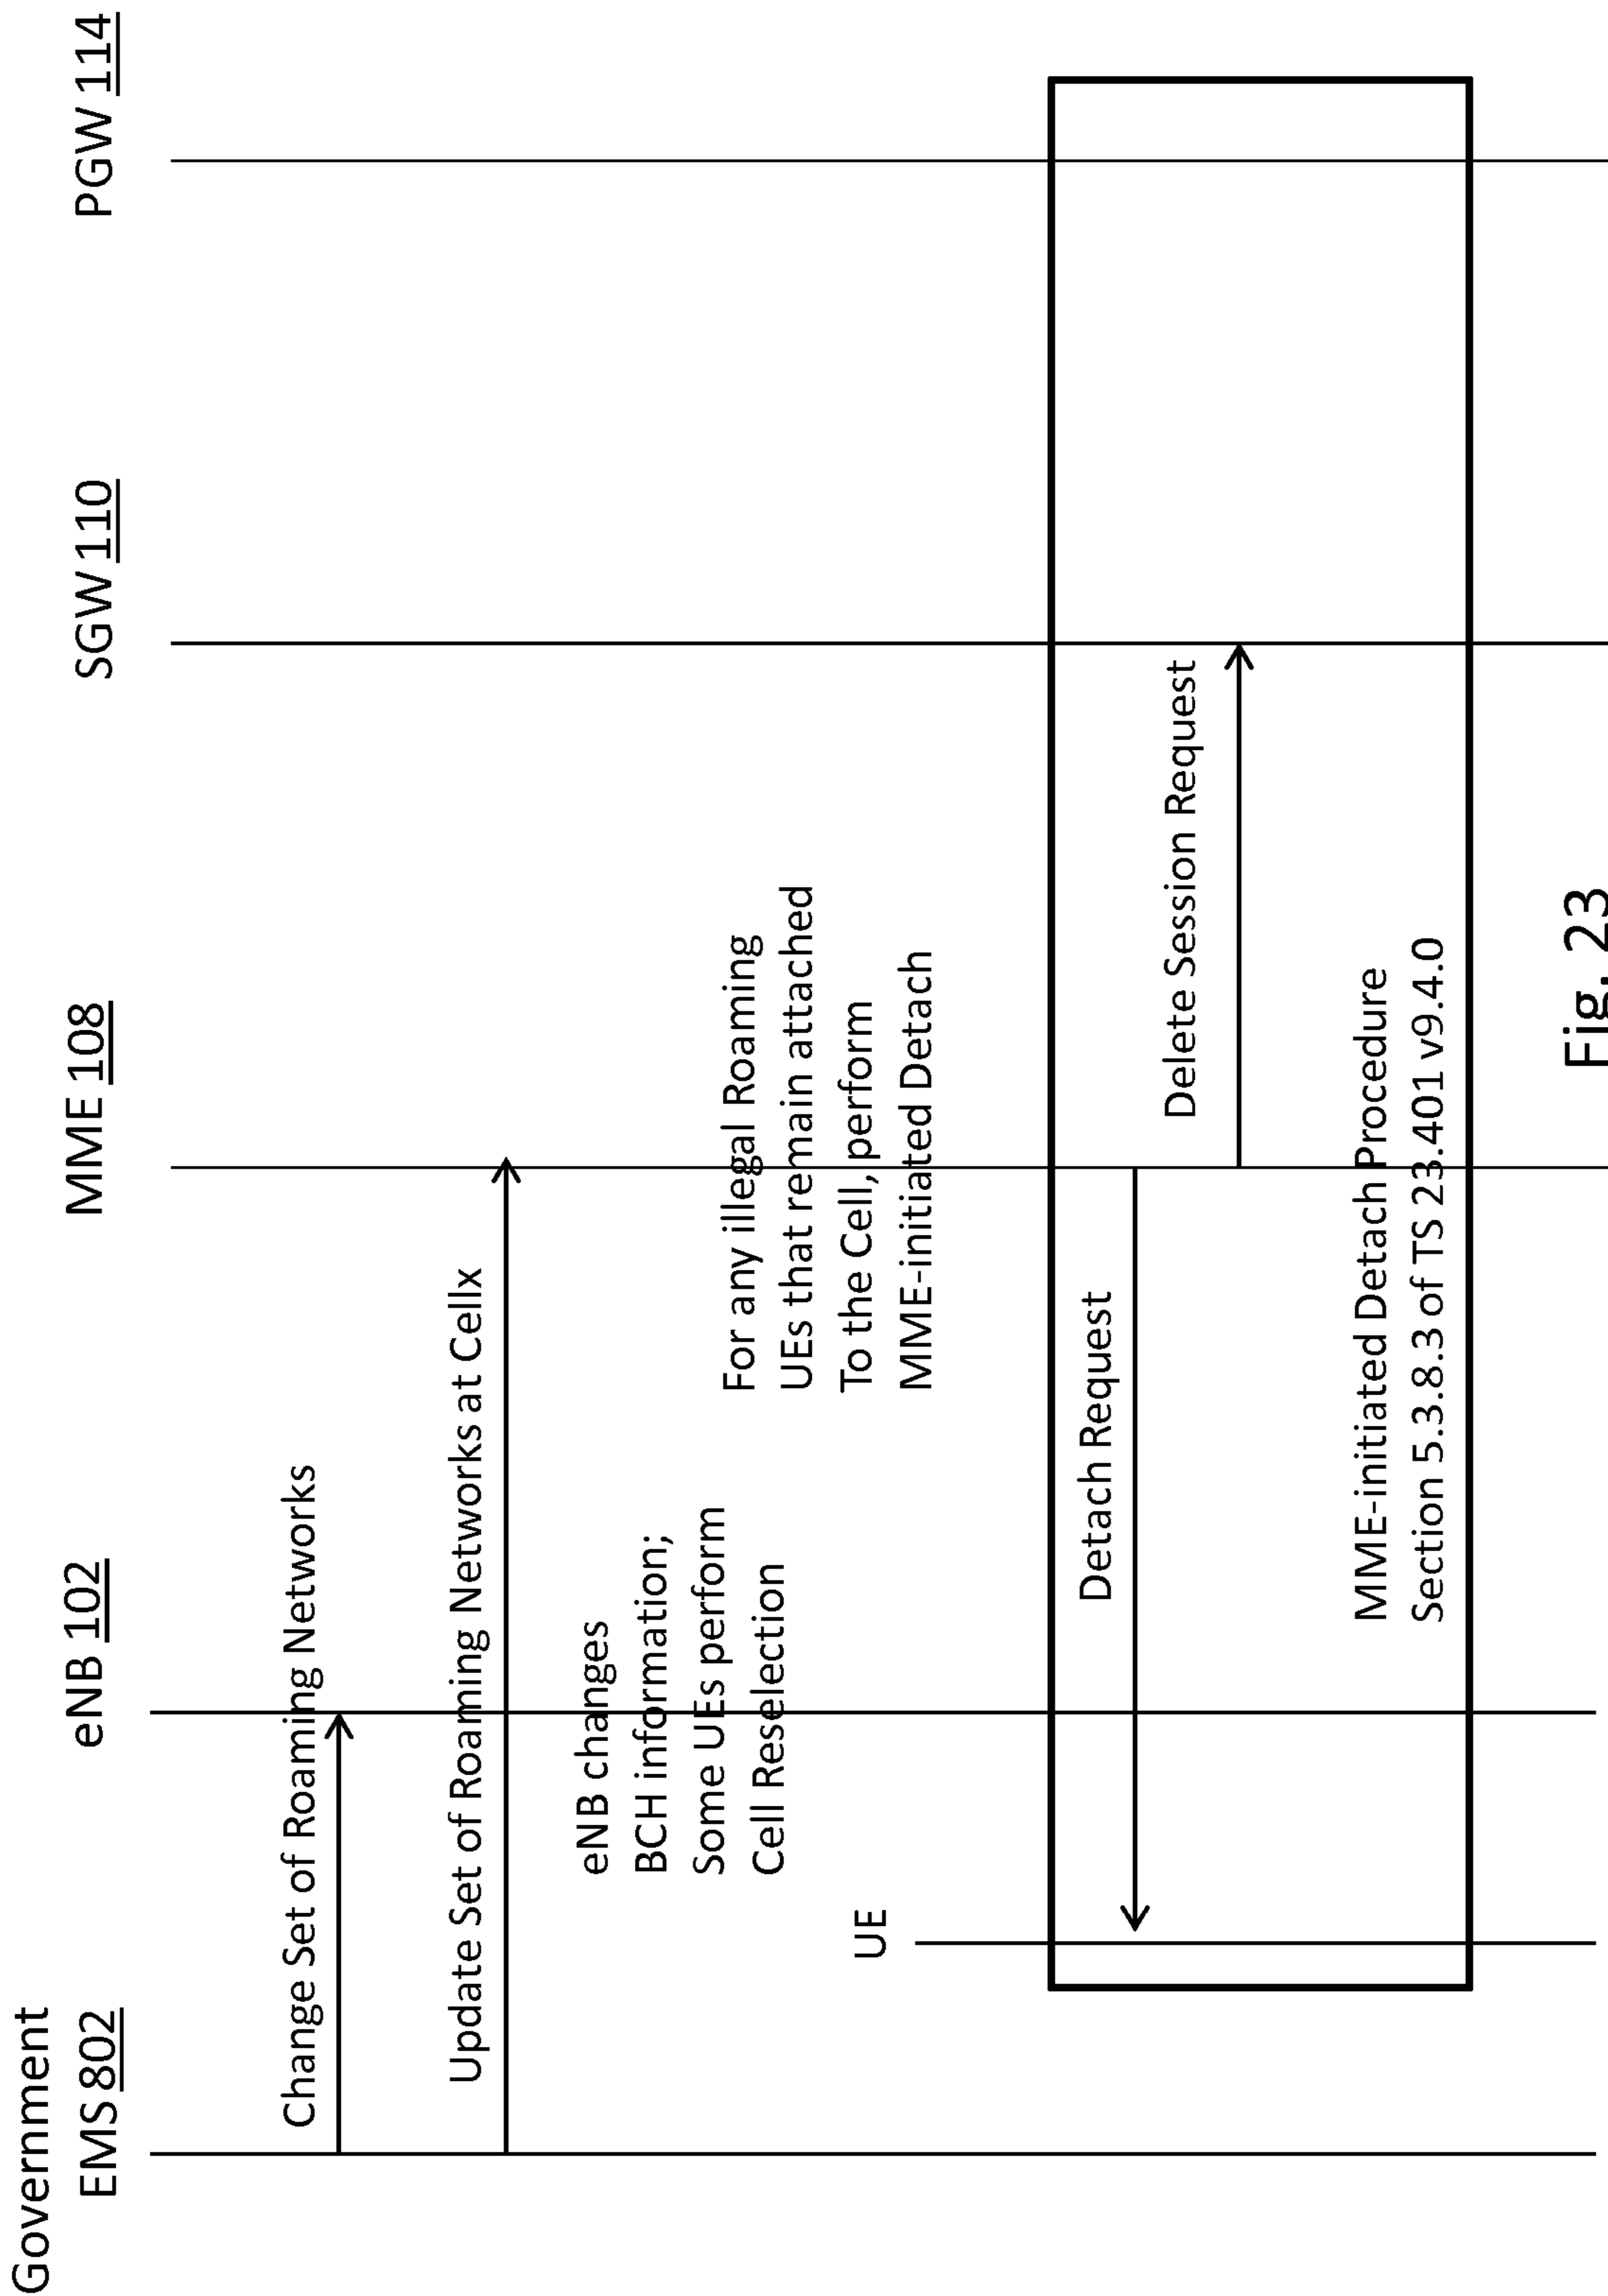 Government
EMS 802
eNB 102
MME 108
SGW 110
PGW 114
Change Set of Roaming Networks
Update Set of Roaming Networks at Cellx
eNB changes
BCH information;
Some UEs perform
Cell Reselection
For any illegal Roaming
UEs that remain attached
To the Cell, perform
MME-initiated Detach
UE
Detach Request
Delete Session Request
MME-initiated Detach Procedure
Section 5.3.8.3 of TS 23.401 v9.4.0
Fig. 23